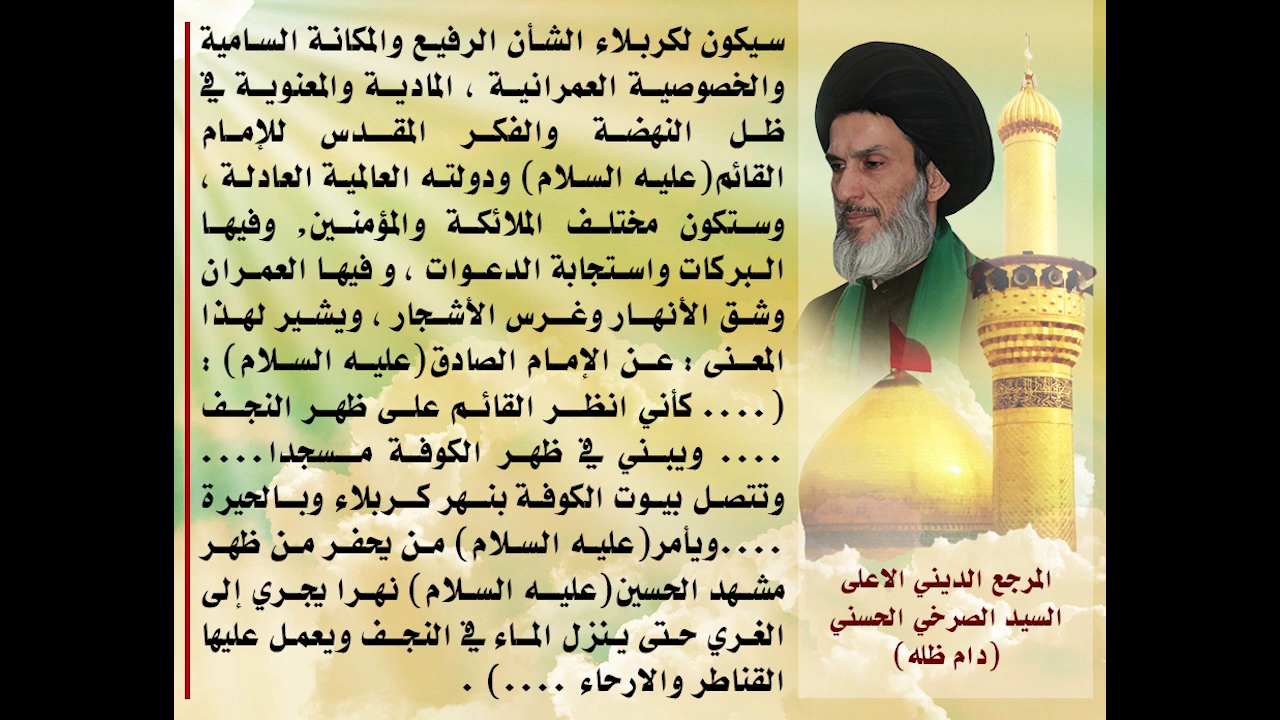 سيكون لكربلاء الشأن الرفيع والمكانة السامية
والخصوصية العمرانية ، المادية والمعنوية في
ظل النهضة والفكر المقدس للإمام
القائم(عليه السلام) ودولته العالمية العادلة ،
وستكون مختلف الملائكة والمؤمنين, وفيها
البركات واستجابة الدعوات ، و فيها العمران
وشق الأنهار وغرس الأشجار ، ويشير لهذا
المعنى : عن الإمام الصادق(عليه السلام) :
(.... كأني انظر القائم على ظهر النجف
.... ويبني في ظهر الكوفة مسجدا....
وتتصل بيوت الكوفة بنهر كربلاء وبالحيرة
....ويأمر(عليه السلام) من يحفر من ظهر
مشهد الحسين(عليه السلام) نهرا يجري إلى
الغري حتى ينزل الماء في النجف ويعمل عليها
القناطر والارحاء ....) .
المرجع الديني الاعلى
السيد الصرخي الحسني
(دام ظله)